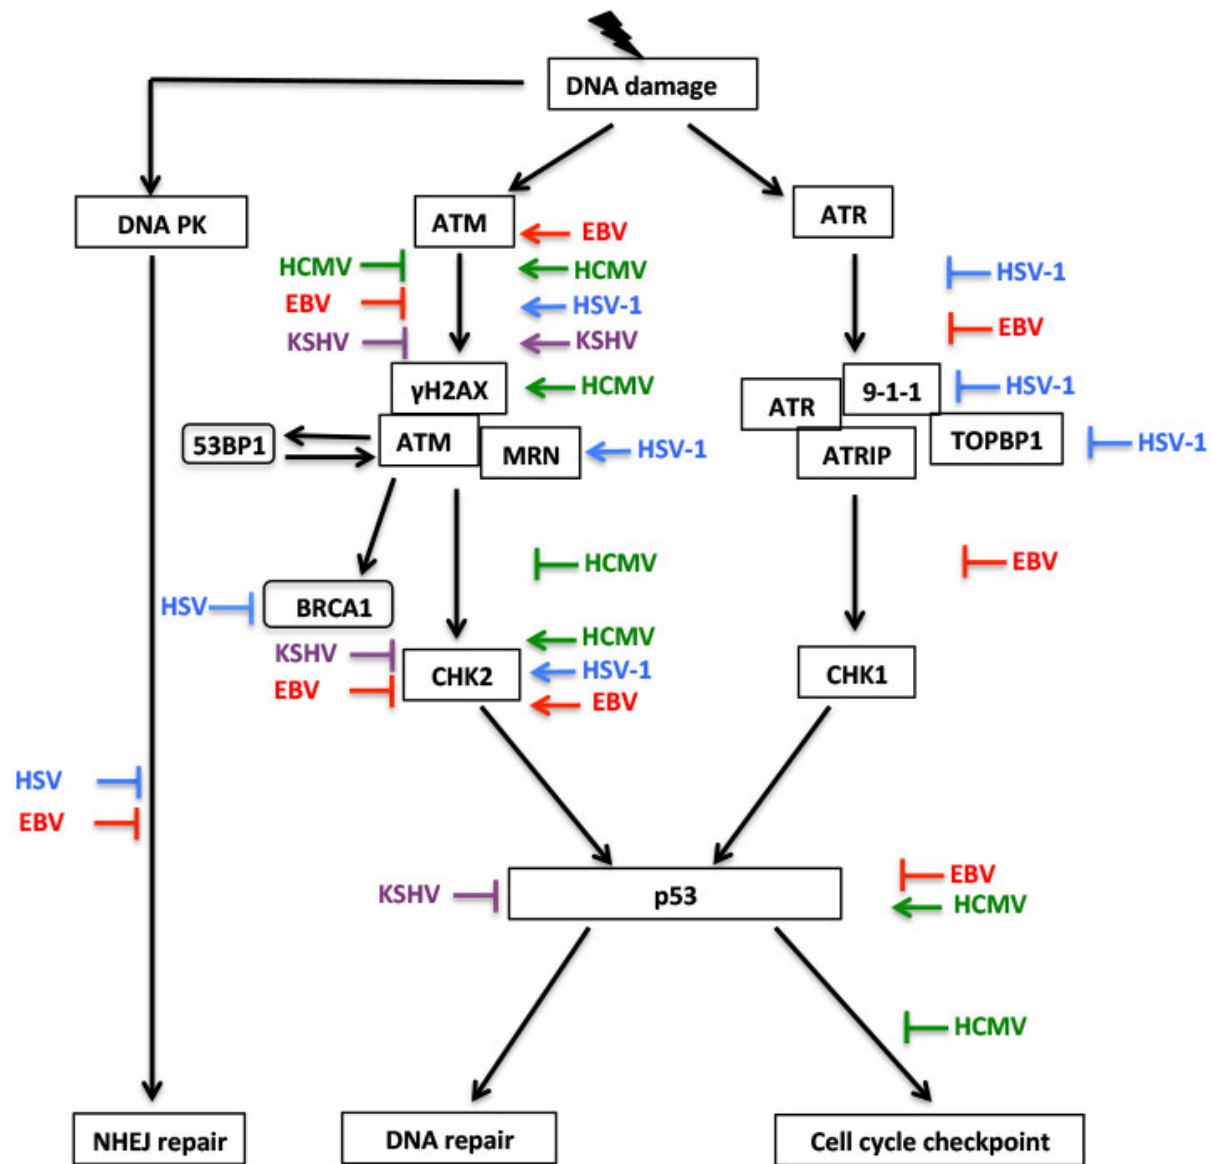 DNA damage
DNA PK
ATM
ATR
EBV
HCMV
HCMV
HSV-1
EBV
HSV-1
EBV
KSHV
KSHV
γH2AX
HCMV
ATR
9-1-1
HSV-1
53BP1
ATM
MRN
HSV-1
ATRIP
TOPBP1
HSV-1
HCMV
EBV
HSV
BRCA1
KSHV
HCMV
EBV
CHK2
HSV-1
EBV
CHK1
HSV
EBV
KSHV
p53
EBV
HCMV
HCMV
NHEJ repair
DNA repair
Cell cycle checkpoint